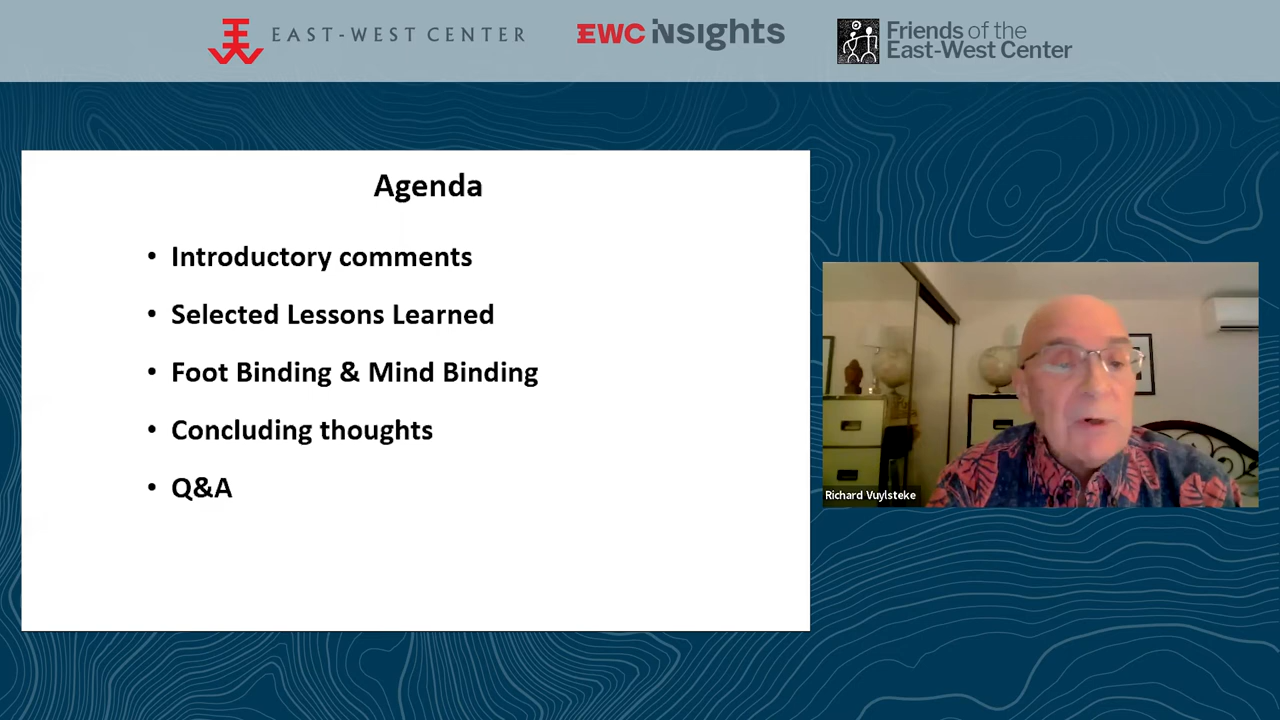 EAST-WEST CENTER
EWC insights
Friends of the
East-West Center
Agenda
• Introductory comments
• Selected Lessons Learned
• Foot Binding & Mind Binding
• Concluding thoughts
• Q&A
Richard Vuylsteke